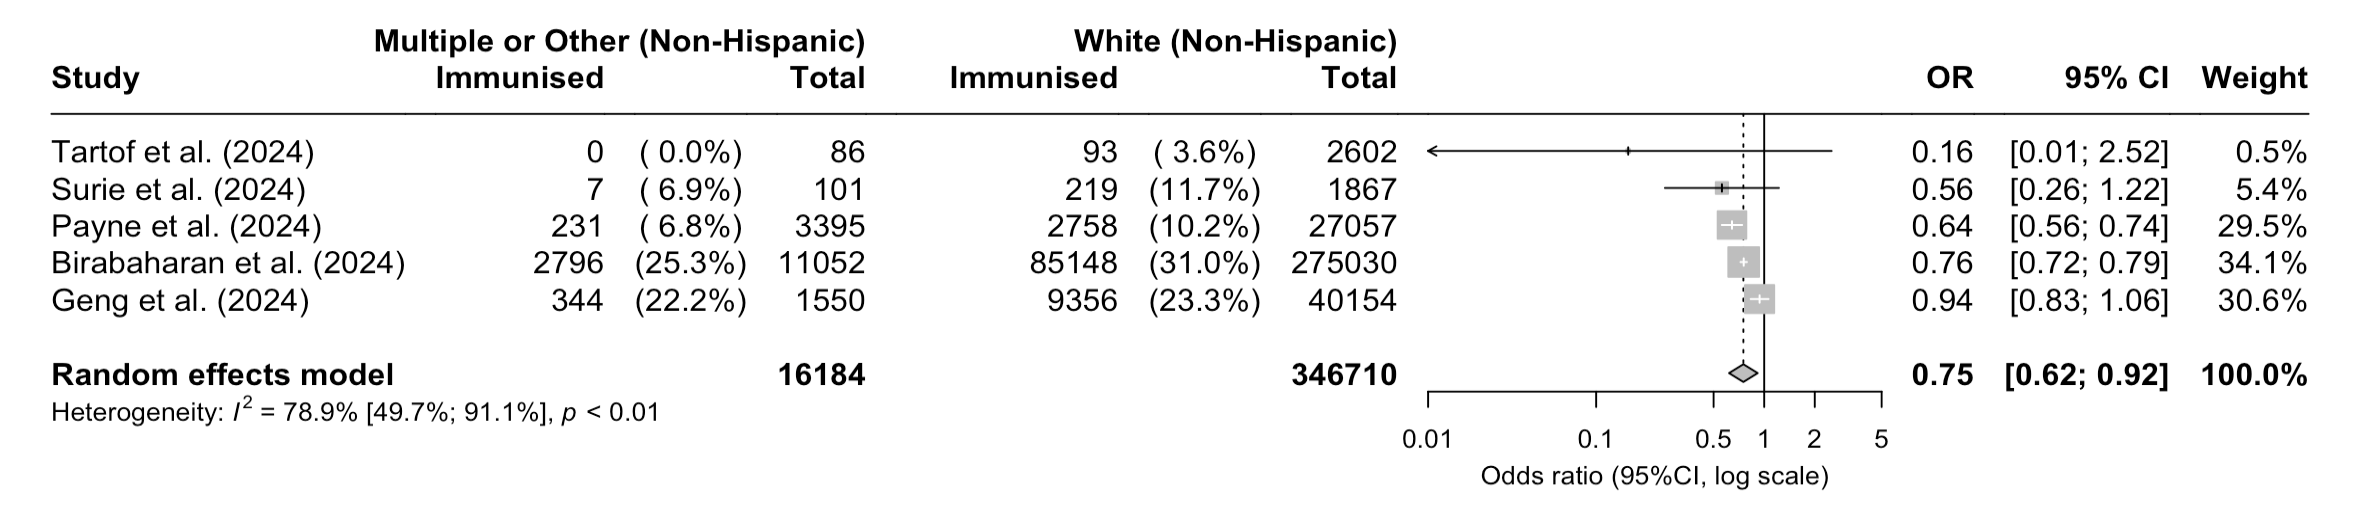 Multiple or Other (Non-Hispanic) White (Non-Hispanic)
Study Immunised Total Immunised Total OR 95% CI Weight
Tartof et al. (2024) 0 ( 0.0%) 86 93 ( 3.6%) 2602 0.16 [0.01; 2.52] 0.5%
Surie et al. (2024) 7 ( 6.9%) 101 219 (11.7%) 1867 0.56 [0.26; 1.22] 5.4%
Payne et al. (2024) 231 ( 6.8%) 3395 2758 (10.2%) 27057 0.64 [0.56; 0.74] 29.5%
Birabaharan et al. (2024) 2796 (25.3%) 11052 85148 (31.0%) 275030 0.76 [0.72; 0.79] 34.1%
Geng et al. (2024) 344 (22.2%) 1550 9356 (23.3%) 40154 0.94 [0.83; 1.06] 30.6%
Random effects model 16184 346710 0.75 [0.62; 0.92] 100.0%
Heterogeneity: I² = 78.9% [49.7%; 91.1%], p < 0.01
0.01 0.1 0.5 1 2 5
Odds ratio (95%CI, log scale)